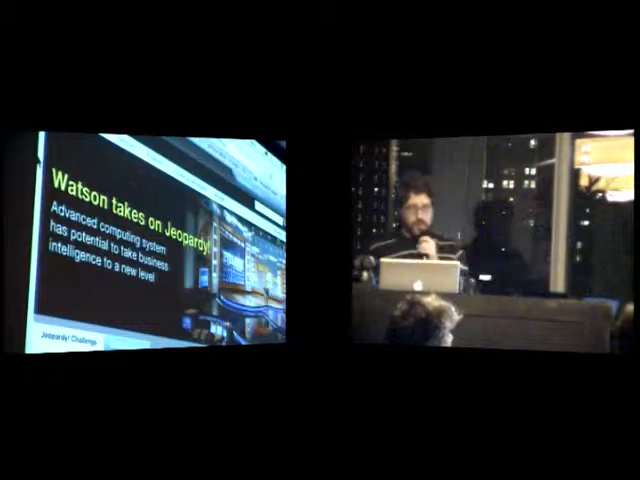 Watson takes on Jeopardy!
Advanced computing system
has potential to take business
intelligence to a new level
Jeopardy! Challenge